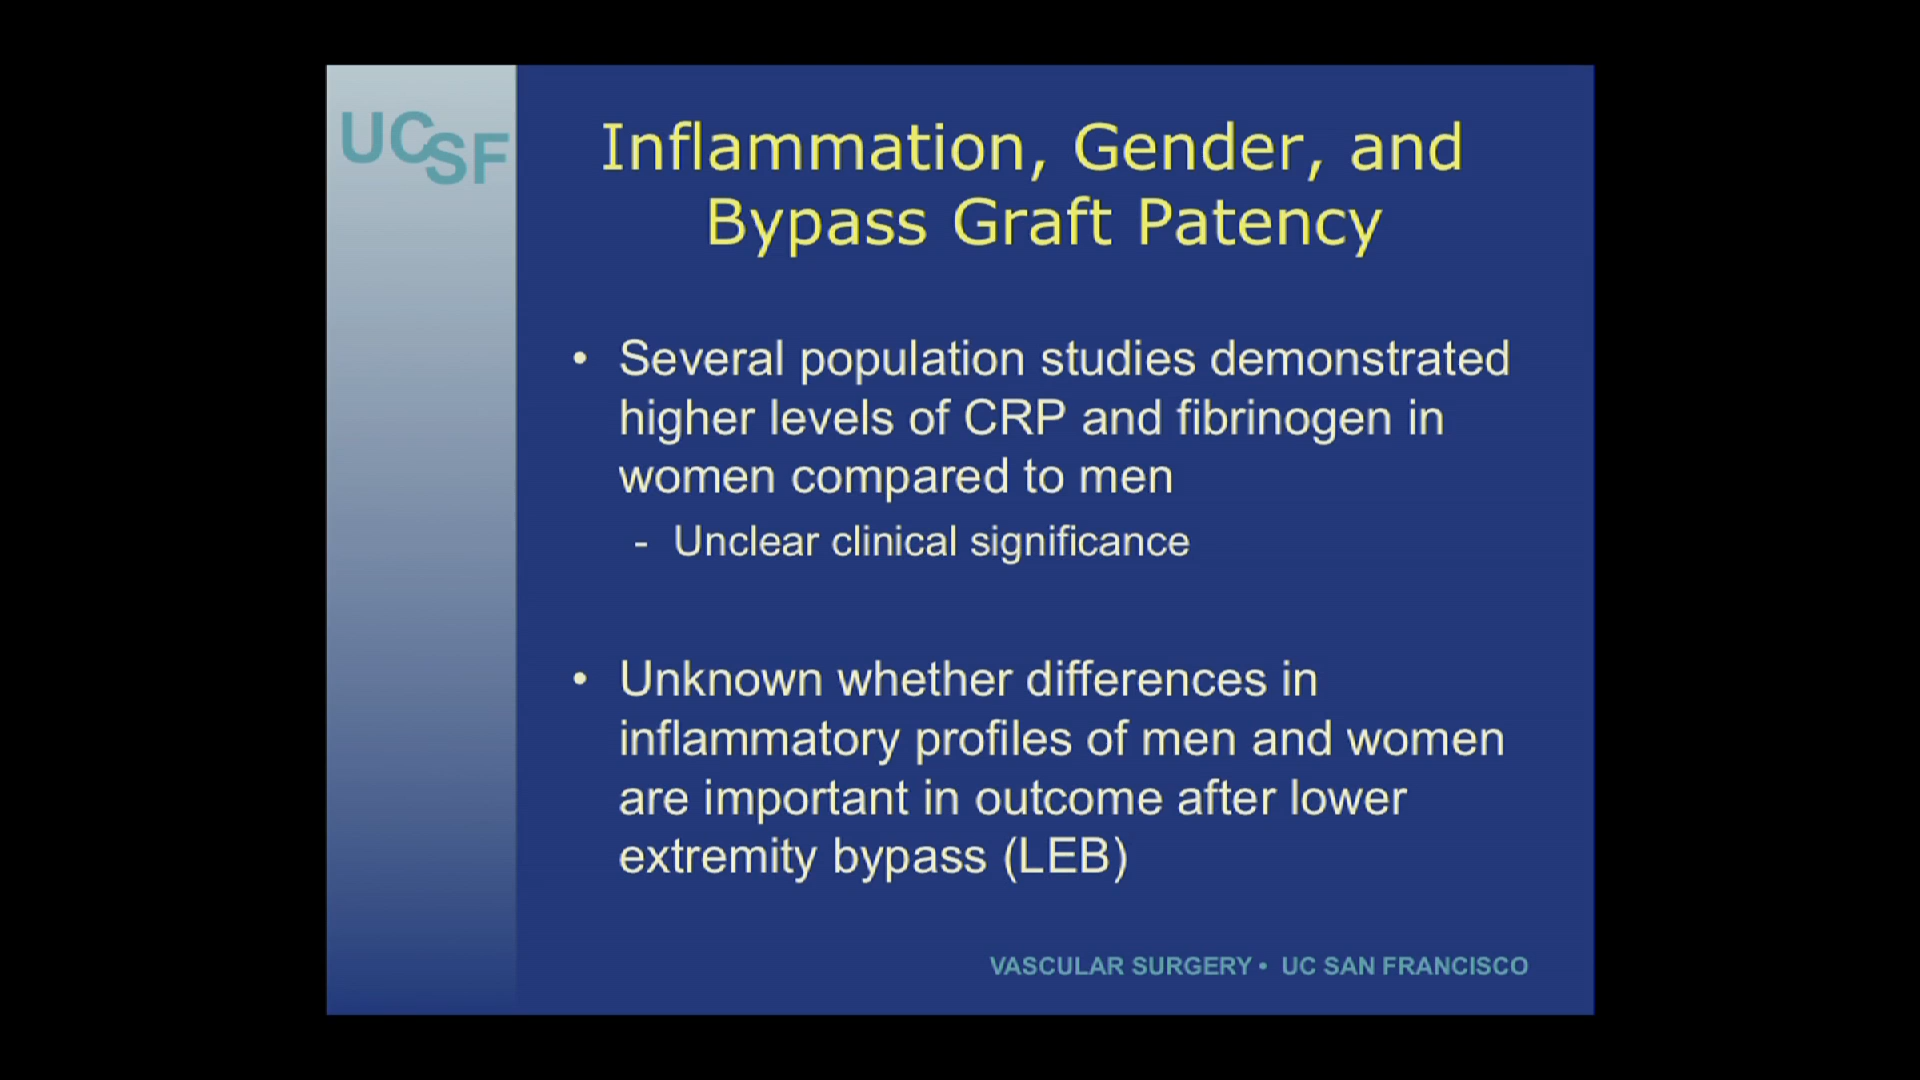 UCSF
Inflammation, Gender, and
Bypass Graft Patency
• Several population studies demonstrated
higher levels of CRP and fibrinogen in
women compared to men
- Unclear clinical significance
• Unknown whether differences in
inflammatory profiles of men and women
are important in outcome after lower
extremity bypass (LEB)
VASCULAR SURGERY • UC SAN FRANCISCO